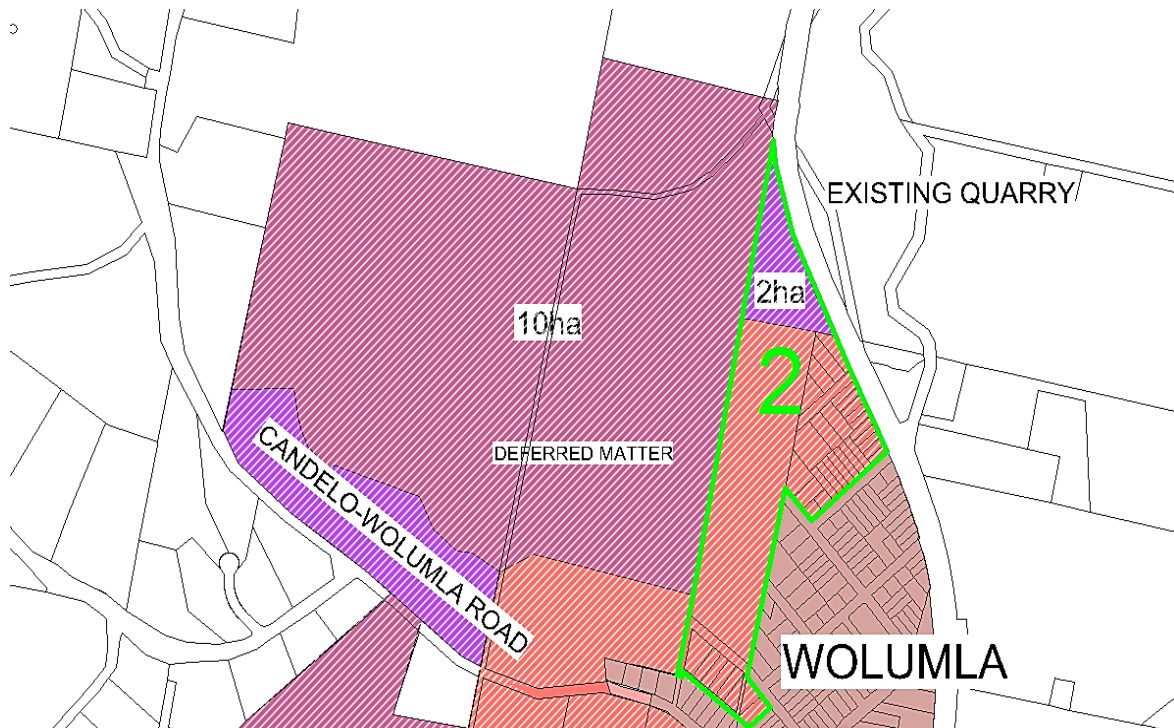 EXISTING QUARRY
2ha
10ha
2
CANDELO-WOLUMLA ROAD
DEFERRED MATTER
WOLUMLA